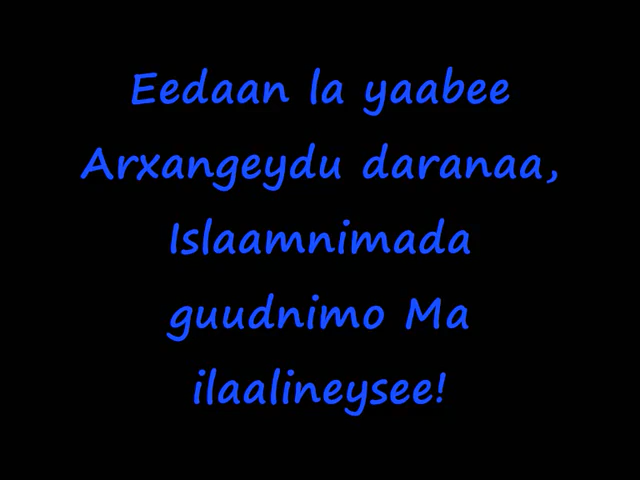 Eedaan la yaabee
Arxangeydu daranaa,
Islaamnimada
guudnimo Ma
ilaalineysee!